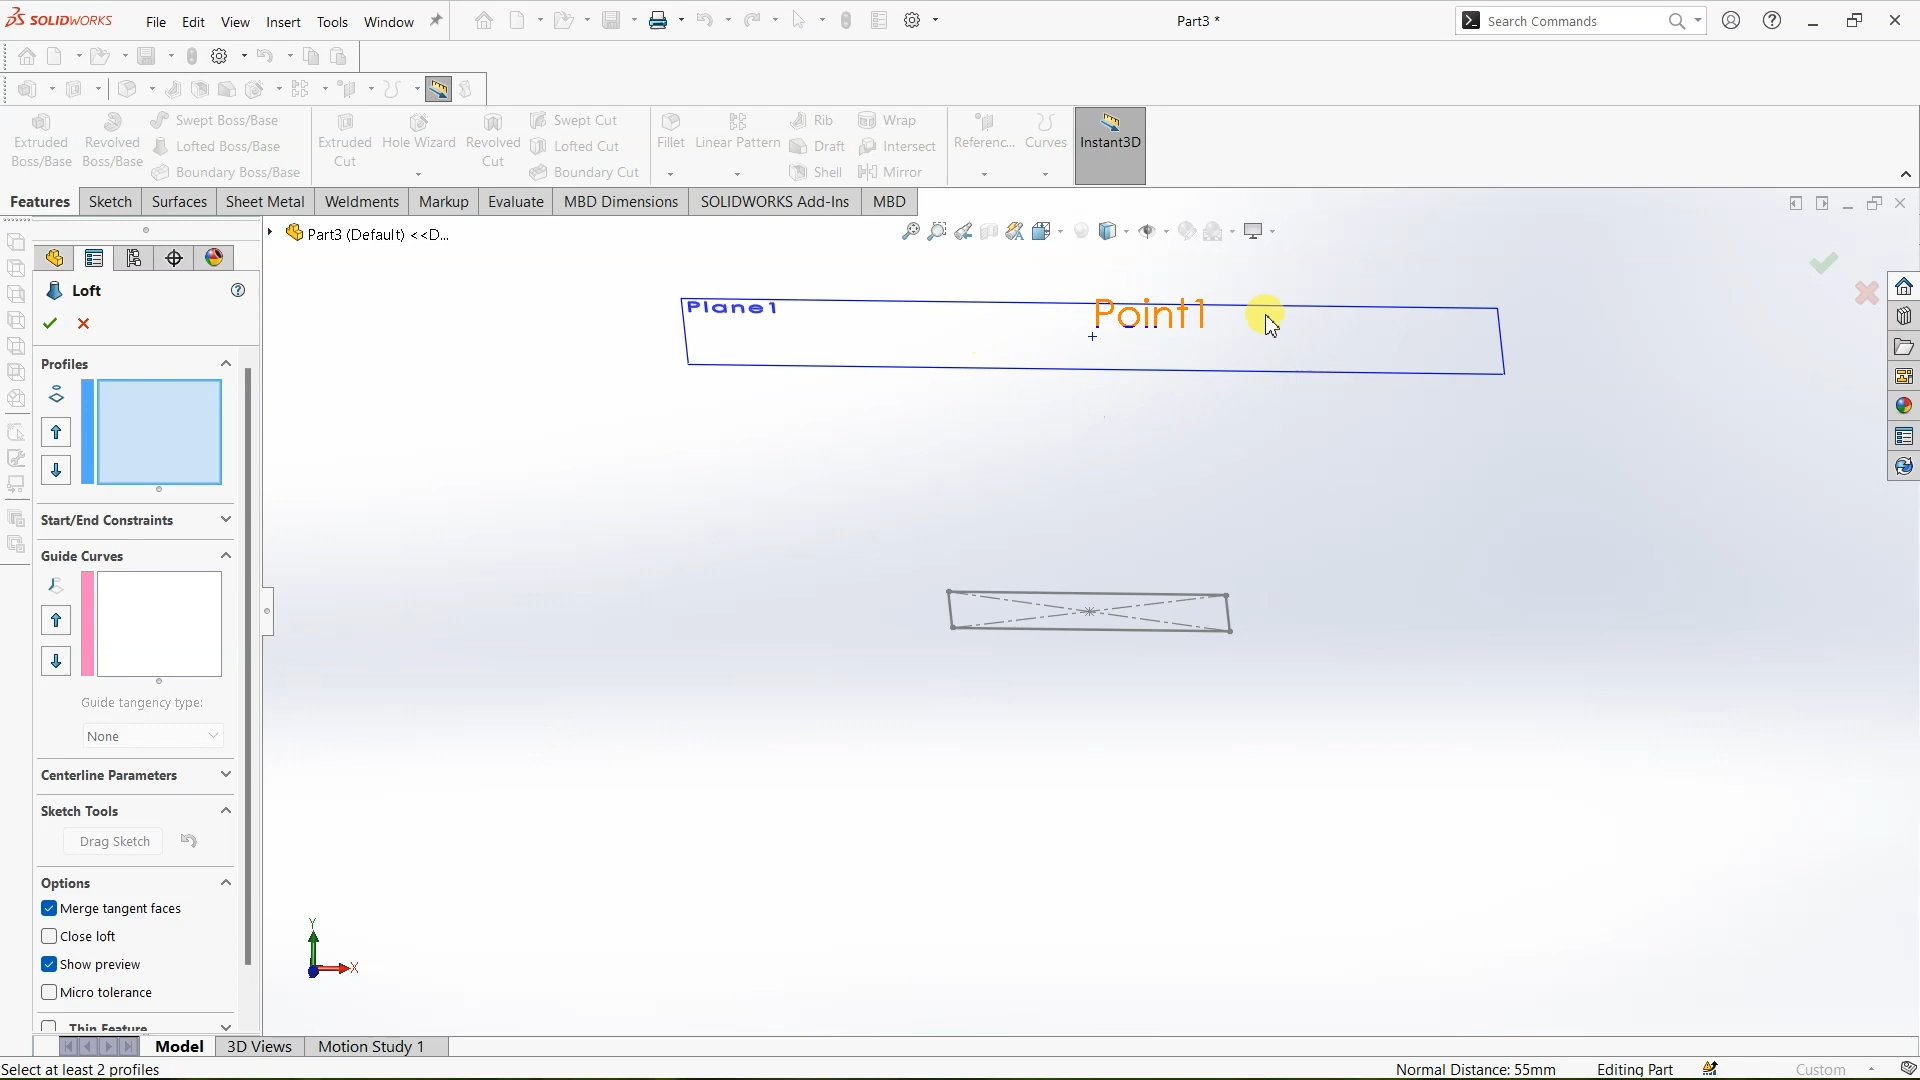 SOLIDWORKS File Edit View Insert Tools Window Part3 * Search Commands
Extruded Boss/Base
Revolved Boss/Base
Swept Boss/Base
Lofted Boss/Base
Boundary Boss/Base
Extruded Cut
Hole Wizard
Revolved Cut
Swept Cut
Lofted Cut
Boundary Cut
Fillet
Linear Pattern
Rib
Draft
Shell
Wrap
Intersect
Mirror
Referenc...
Curves
Instant3D
Features Sketch Surfaces Sheet Metal Weldments Markup Evaluate MBD Dimensions SOLIDWORKS Add-Ins MBD
Part3 (Default) <<D...
Loft
Profiles
Start/End Constraints
Guide Curves
Guide tangency type:
None
Centerline Parameters
Sketch Tools
Drag Sketch
Options
Merge tangent faces
Close loft
Show preview
Micro tolerance
Thin Feature
Plane1
Point1
Y
X
Model 3D Views Motion Study 1
Select at least 2 profiles Normal Distance: 55mm Editing Part Custom